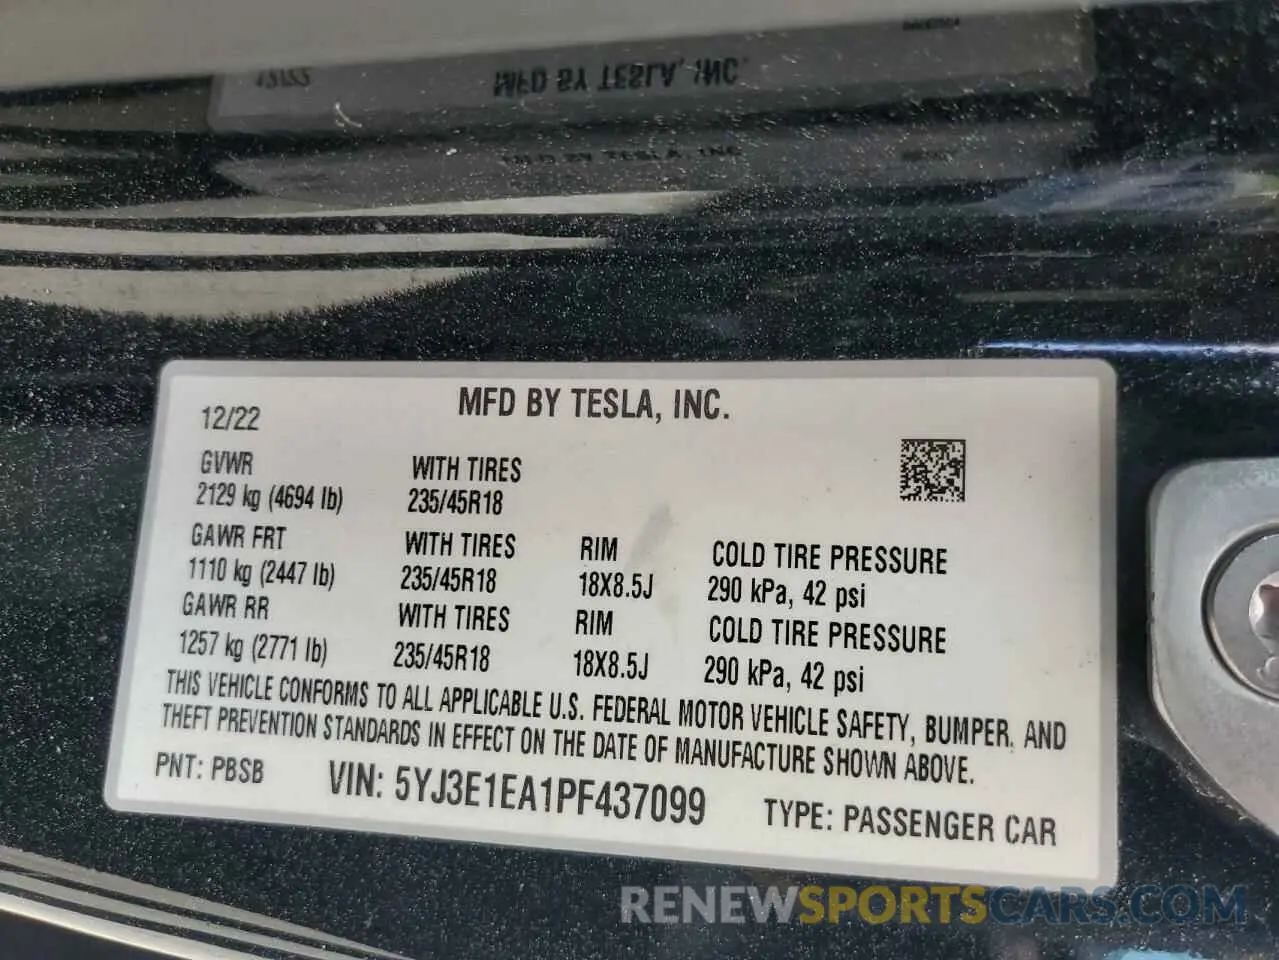 MFD BY TESLA, INC.
12/22
GVWR WITH TIRES
2129 kg (4694 lb) 235/45R18
GAWR FRT WITH TIRES RIM COLD TIRE PRESSURE
1110 kg (2447 lb) 235/45R18 18X8.5J 290 kPa, 42 psi
GAWR RR WITH TIRES RIM COLD TIRE PRESSURE
1257 kg (2771 lb) 235/45R18 18X8.5J 290 kPa, 42 psi
THIS VEHICLE CONFORMS TO ALL APPLICABLE U.S. FEDERAL MOTOR VEHICLE SAFETY, BUMPER, AND
THEFT PREVENTION STANDARDS IN EFFECT ON THE DATE OF MANUFACTURE SHOWN ABOVE.
PNT: PBSB VIN: 5YJ3E1EA1PF437099 TYPE: PASSENGER CAR
RENEWSPORTSCARS.COM